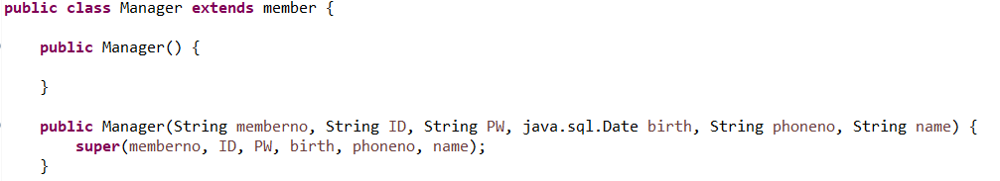 public class Manager extends member {
public Manager() {
}
public Manager(String memberno, String ID, String PW, java.sql.Date birth, String phoneno, String name) {
super(memberno, ID, PW, birth, phoneno, name);
}